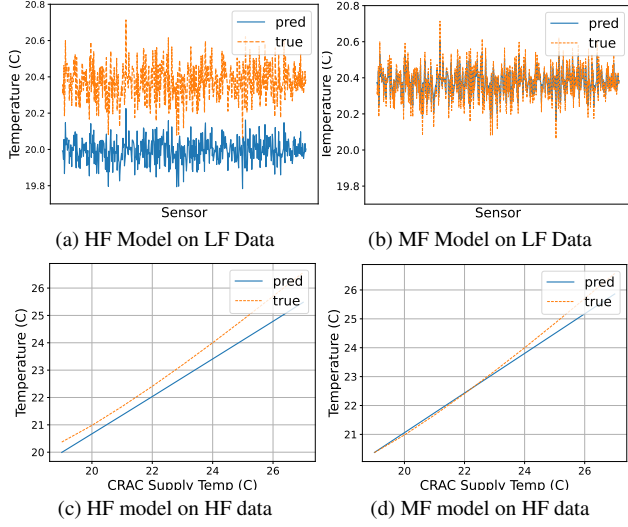 20.8
20.6
20.4
20.2
20.0
19.8
Temperature (C)
pred
true
Sensor
(a) HF Model on LF Data
20.8
20.6
20.4
20.2
20.0
19.8
Temperature (C)
pred
true
Sensor
(b) MF Model on LF Data
26
25
24
23
22
21
20
Temperature (C)
pred
true
20 22 24 26
CRAC Supply Temp (C)
(c) HF model on HF data
26
25
24
23
22
21
Temperature (C)
pred
true
20 22 24 26
CRAC Supply Temp (C)
(d) MF model on HF data